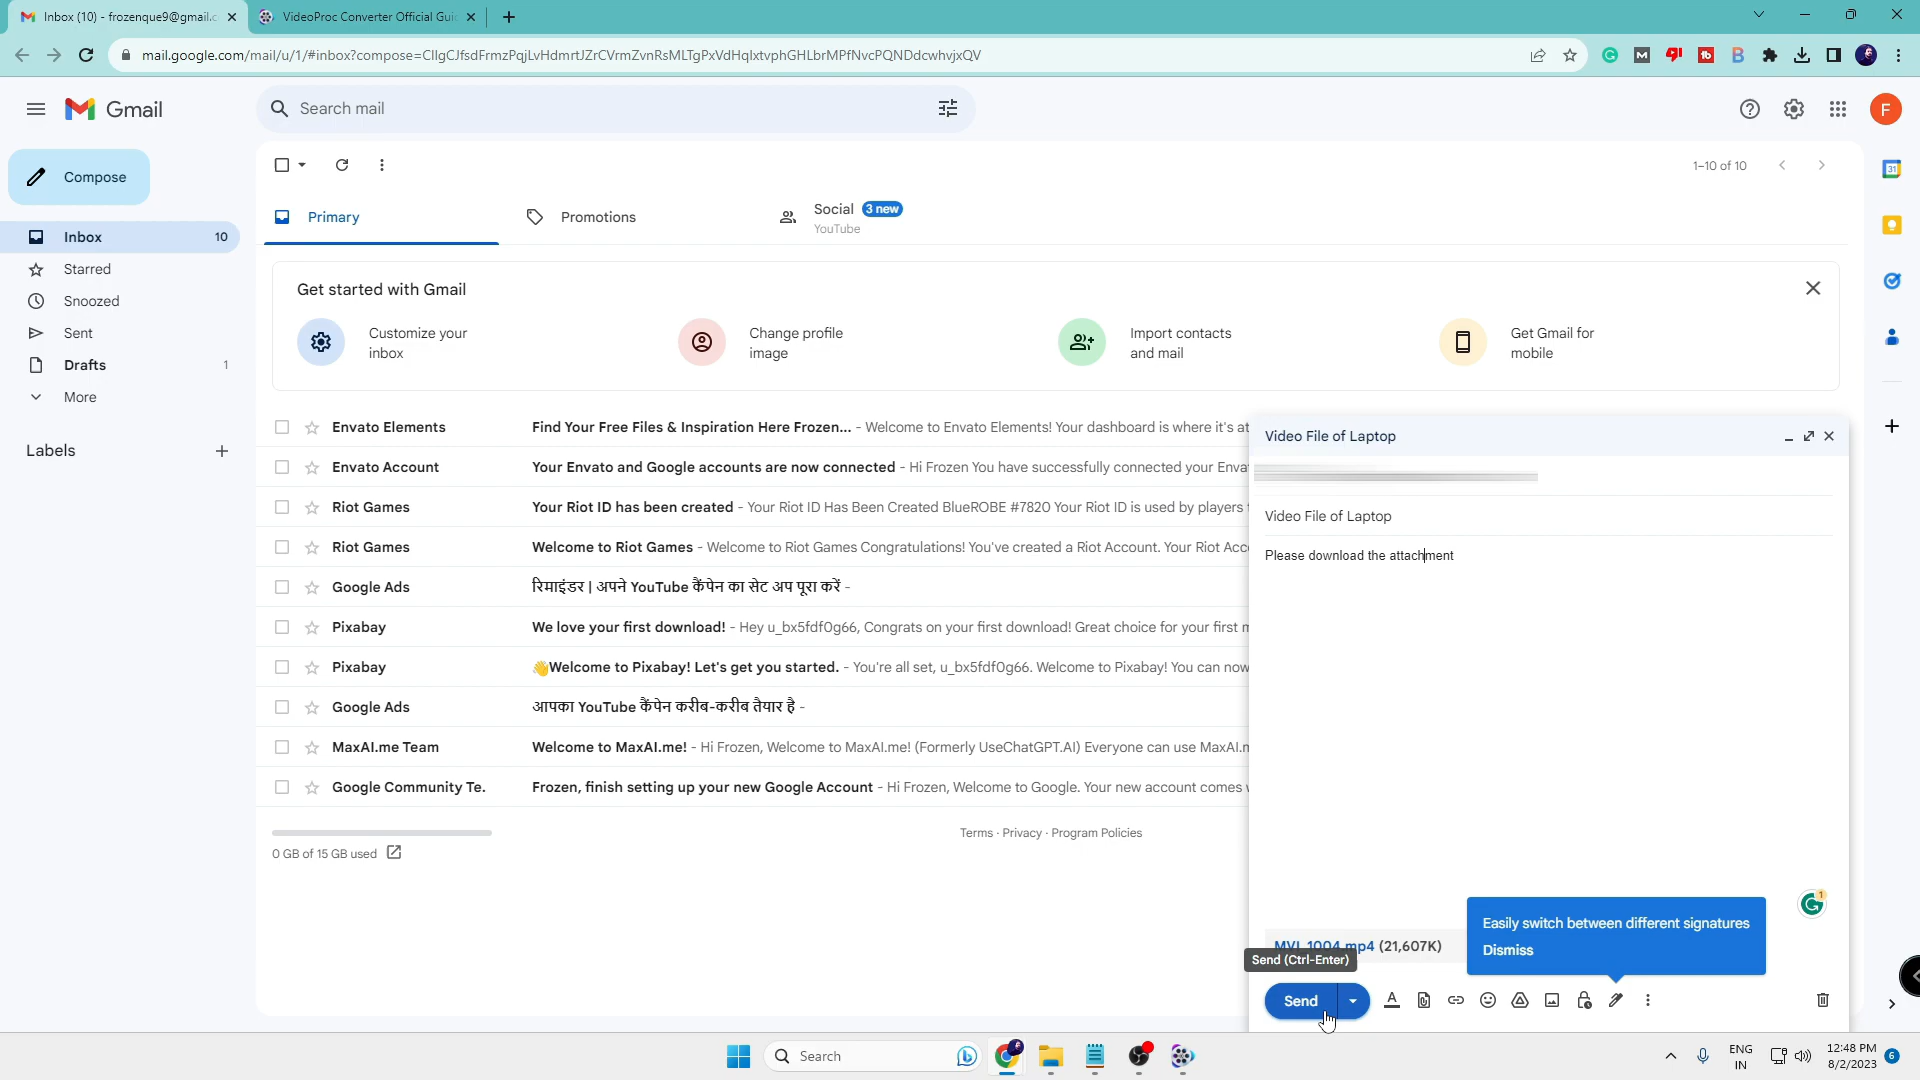 Inbox (10) - frozenque9@gmail.c
VideoProc Converter Official Gui
mail.google.com/mail/u/1/#inbox?compose=CllgCJfsdFrmzPqjLvHdmrtJZrCVrmZvnRsMLTgPxVdHqlxtvphGHLbrMPfNvcPQNDdcwhvjxQV
Gmail
Search mail
F
Compose
1–10 of 10
Primary
Promotions
Social 3 new
YouTube
Inbox 10
Starred
Snoozed
Sent
Drafts 1
More
Labels
Get started with Gmail
Customize your
inbox
Change profile
image
Import contacts
and mail
Get Gmail for
mobile
Envato Elements Find Your Free Files & Inspiration Here Frozen... - Welcome to Envato Elements! Your dashboard is where it's at
Envato Account Your Envato and Google accounts are now connected - Hi Frozen You have successfully connected your Enva
Riot Games Your Riot ID has been created - Your Riot ID Has Been Created BlueROBE #7820 Your Riot ID is used by players
Riot Games Welcome to Riot Games - Welcome to Riot Games Congratulations! You've created a Riot Account. Your Riot Acc
Google Ads रिमाइंडर | अपने YouTube कैंपेन का सेट अप पूरा करें -
Pixabay We love your first download! - Hey u_bx5fdf0g66, Congrats on your first download! Great choice for your first m
Pixabay 👋Welcome to Pixabay! Let's get you started. - You're all set, u_bx5fdf0g66. Welcome to Pixabay! You can now
Google Ads आपका YouTube कैंपेन करीब-करीब तैयार है -
MaxAI.me Team Welcome to MaxAI.me! - Hi Frozen, Welcome to MaxAI.me! (Formerly UseChatGPT.AI) Everyone can use MaxAI.m
Google Community Te. Frozen, finish setting up your new Google Account - Hi Frozen, Welcome to Google. Your new account comes
0 GB of 15 GB used
Terms · Privacy · Program Policies
Video File of Laptop
Video File of Laptop
Please download the attachment
Easily switch between different signatures
Dismiss
MVI_1004.mp4 (21,607K)
Send (Ctrl-Enter)
Send
Search
ENG
IN
12:48 PM
8/2/2023
6